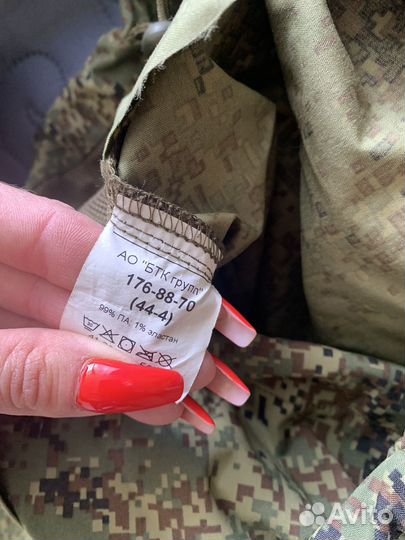 АО "БТК групп"
176-88-70
(44-4)
99% ПА, 1% эластан
Avito